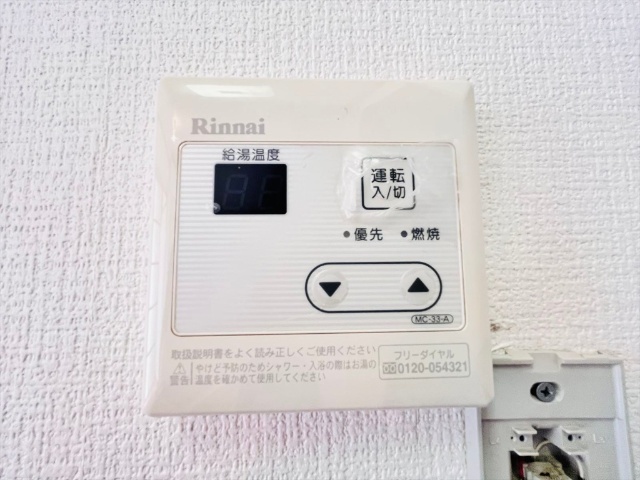 Rinnai
給湯温度
運転
入/切
優先
燃焼
MC-33-A
取扱説明書をよく読み正しくご使用ください
警告
やけど予防のためシャワー・入浴の際はお湯の
温度を確かめて使用してください
フリーダイヤル
0120-054321